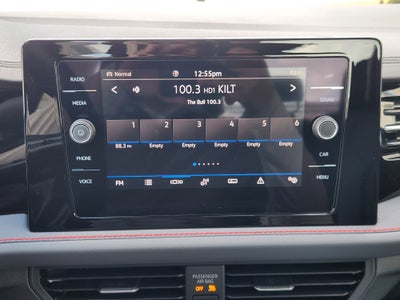 RADIO
MEDIA
PHONE
VOICE
Normal
12:55pm
100.3 HD1 KILT
The Bull 100.3
1 2 3 4 5 6
88.3 Empty Empty Empty Empty Empty
FM
SOUND
CAR
MENU
PASSENGER
AIR BAG
OFF